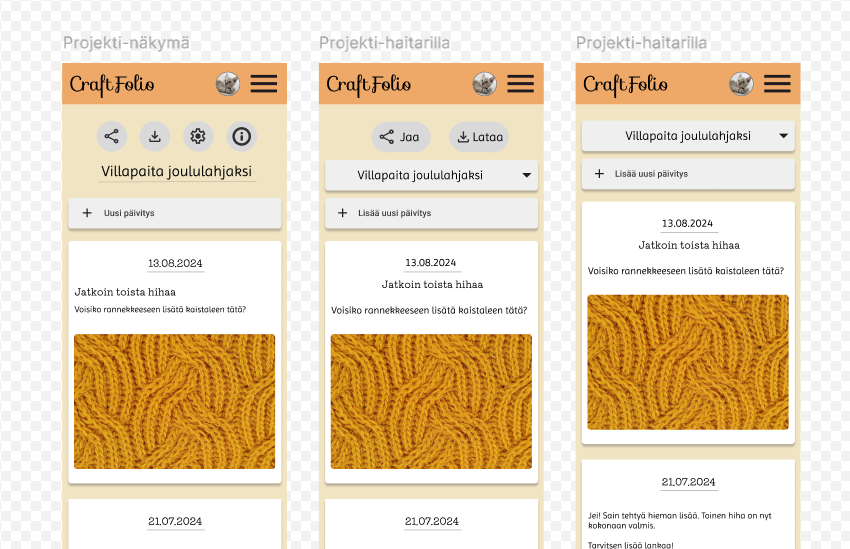 Projekti-näkymä
CraftFolio
Villapaita joululahjaksi
+ Uusi päivitys
13.08.2024
Jatkoin toista hihaa
Voisiko rannekkeeseen lisätä kaistaleen tätä?
21.07.2024
Projekti-haitarilla
CraftFolio
Jaa
Lataa
Villapaita joululahjaksi
+ Lisää uusi päivitys
13.08.2024
Jatkoin toista hihaa
Voisiko rannekkeeseen lisätä kaistaleen tätä?
21.07.2024
Projekti-haitarilla
CraftFolio
Villapaita joululahjaksi
+ Lisää uusi päivitys
13.08.2024
Jatkoin toista hihaa
Voisiko rannekkeeseen lisätä kaistaleen tätä?
21.07.2024
Jei! Sain tehtyä hieman lisää. Toinen hiha on nyt
kokonaan valmis.
Tarvitsen lisää lankaa!